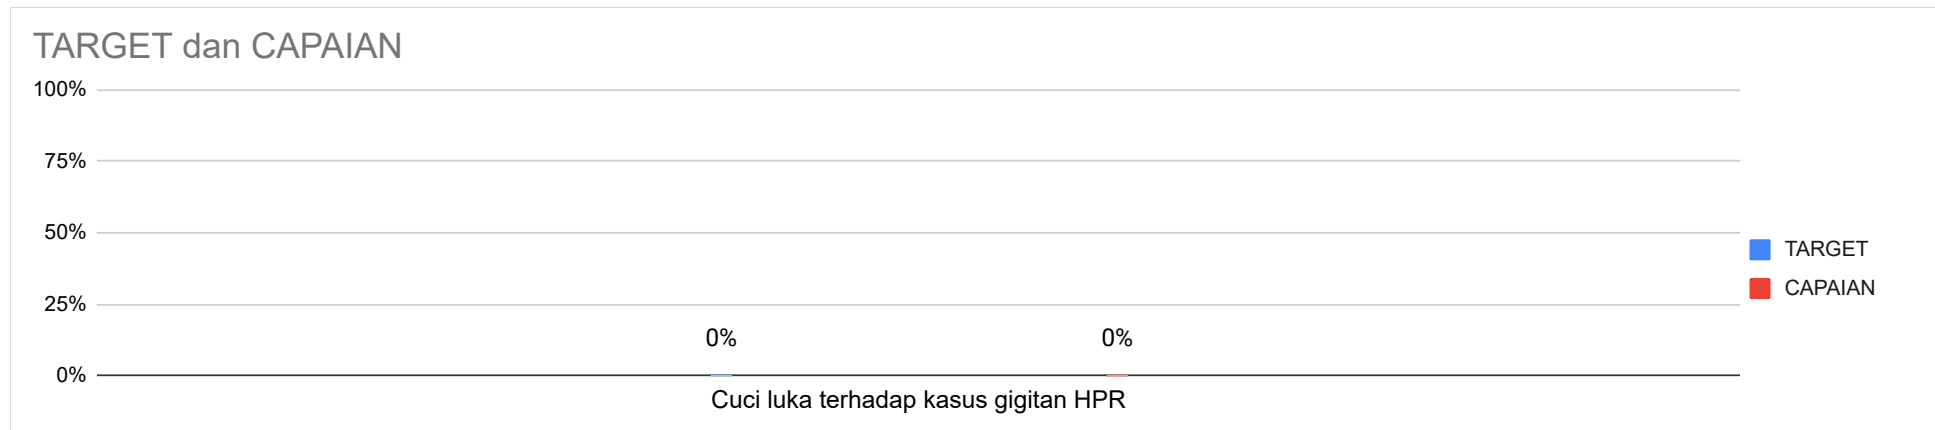 TARGET dan CAPAIAN
100%
75%
50%
25%
0%
0%
0%
Cuci luka terhadap kasus gigitan HPR
TARGET
CAPAIAN